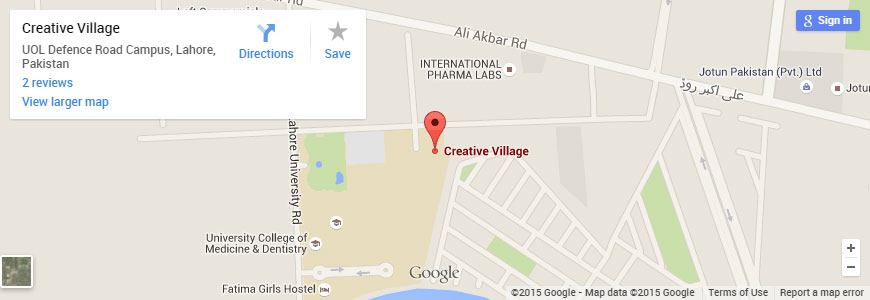 Creative Village
UOL Defence Road Campus, Lahore,
Pakistan
2 reviews
View larger map
Directions
Save
g Sign in
Ali Akbar Rd
INTERNATIONAL
PHARMA LABS
Jotun Pakistan (Pvt.) Ltd
Jotun
علی اکبر روڈ
Creative Village
Lahore University Rd
University College of
Medicine & Dentistry
Fatima Girls Hostel
Google
+
−
©2015 Google - Map data ©2015 Google
Terms of Use
Report a map error